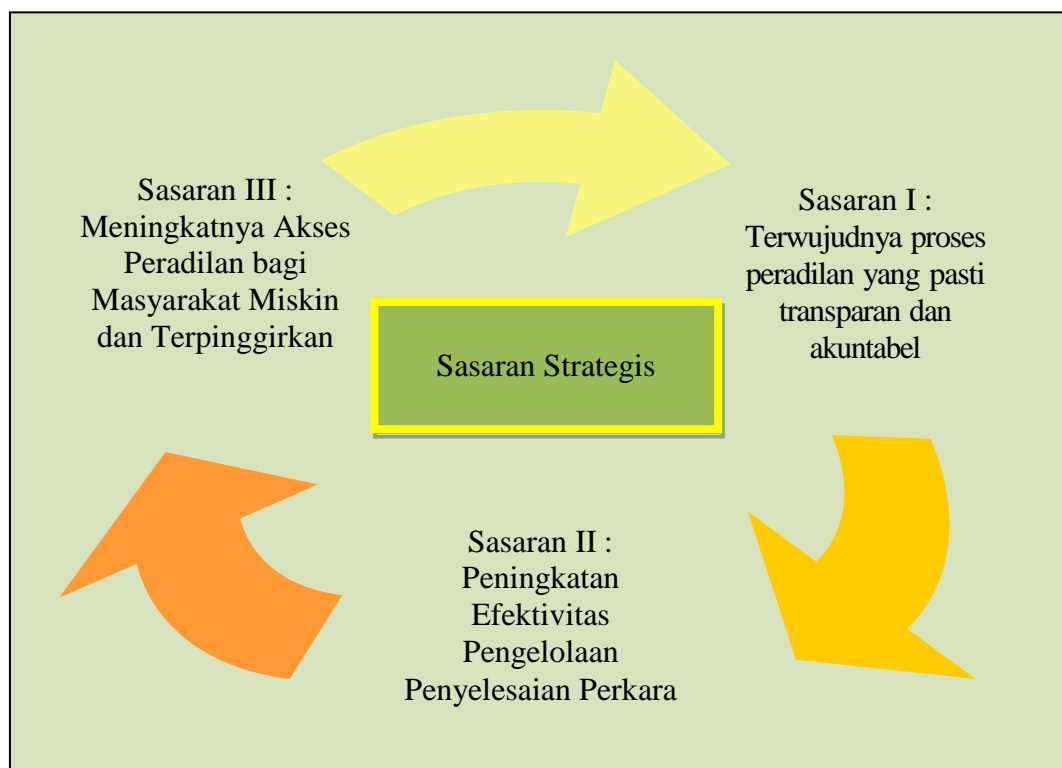 Sasaran III :
Meningkatnya Akses
Peradilan bagi
Masyarakat Miskin
dan Terpinggirkan
Sasaran I :
Terwujudnya proses
peradilan yang pasti
transparan dan
akuntabel
Sasaran Strategis
Sasaran II :
Peningkatan
Efektivitas
Pengelolaan
Penyelesaian Perkara